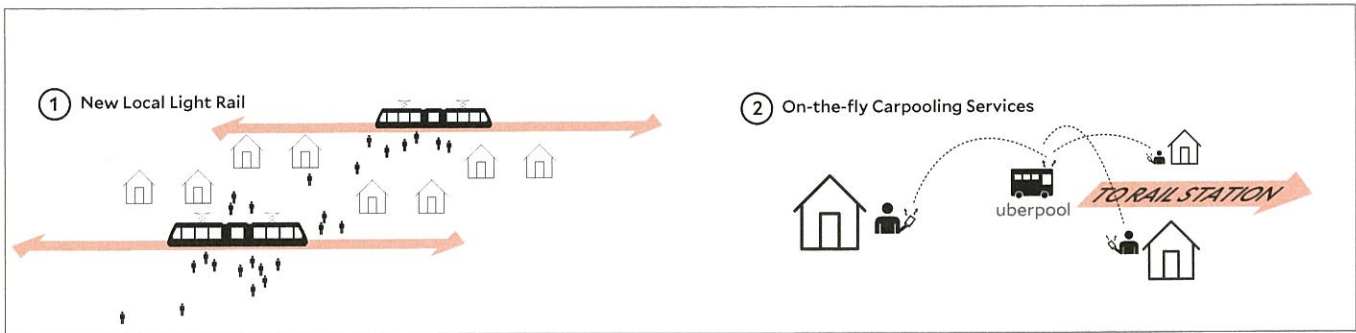 1 New Local Light Rail
2 On-the-fly Carpooling Services
uberpool
TO RAIL STATION